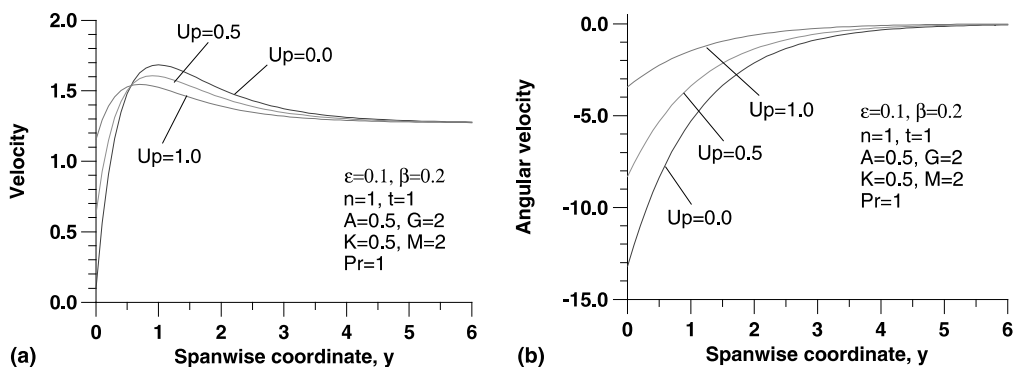 2.0
1.5
1.0
0.5
0.0
Velocity
Up=0.5
Up=0.0
Up=1.0
ε=0.1, β=0.2
n=1, t=1
A=0.5, G=2
K=0.5, M=2
Pr=1
0 1 2 3 4 5 6
(a) Spanwise coordinate, y
0.0
-5.0
-10.0
-15.0
Angular velocity
Up=1.0
Up=0.5
Up=0.0
ε=0.1, β=0.2
n=1, t=1
A=0.5, G=2
K=0.5, M=2
Pr=1
0 1 2 3 4 5 6
(b) Spanwise coordinate, y